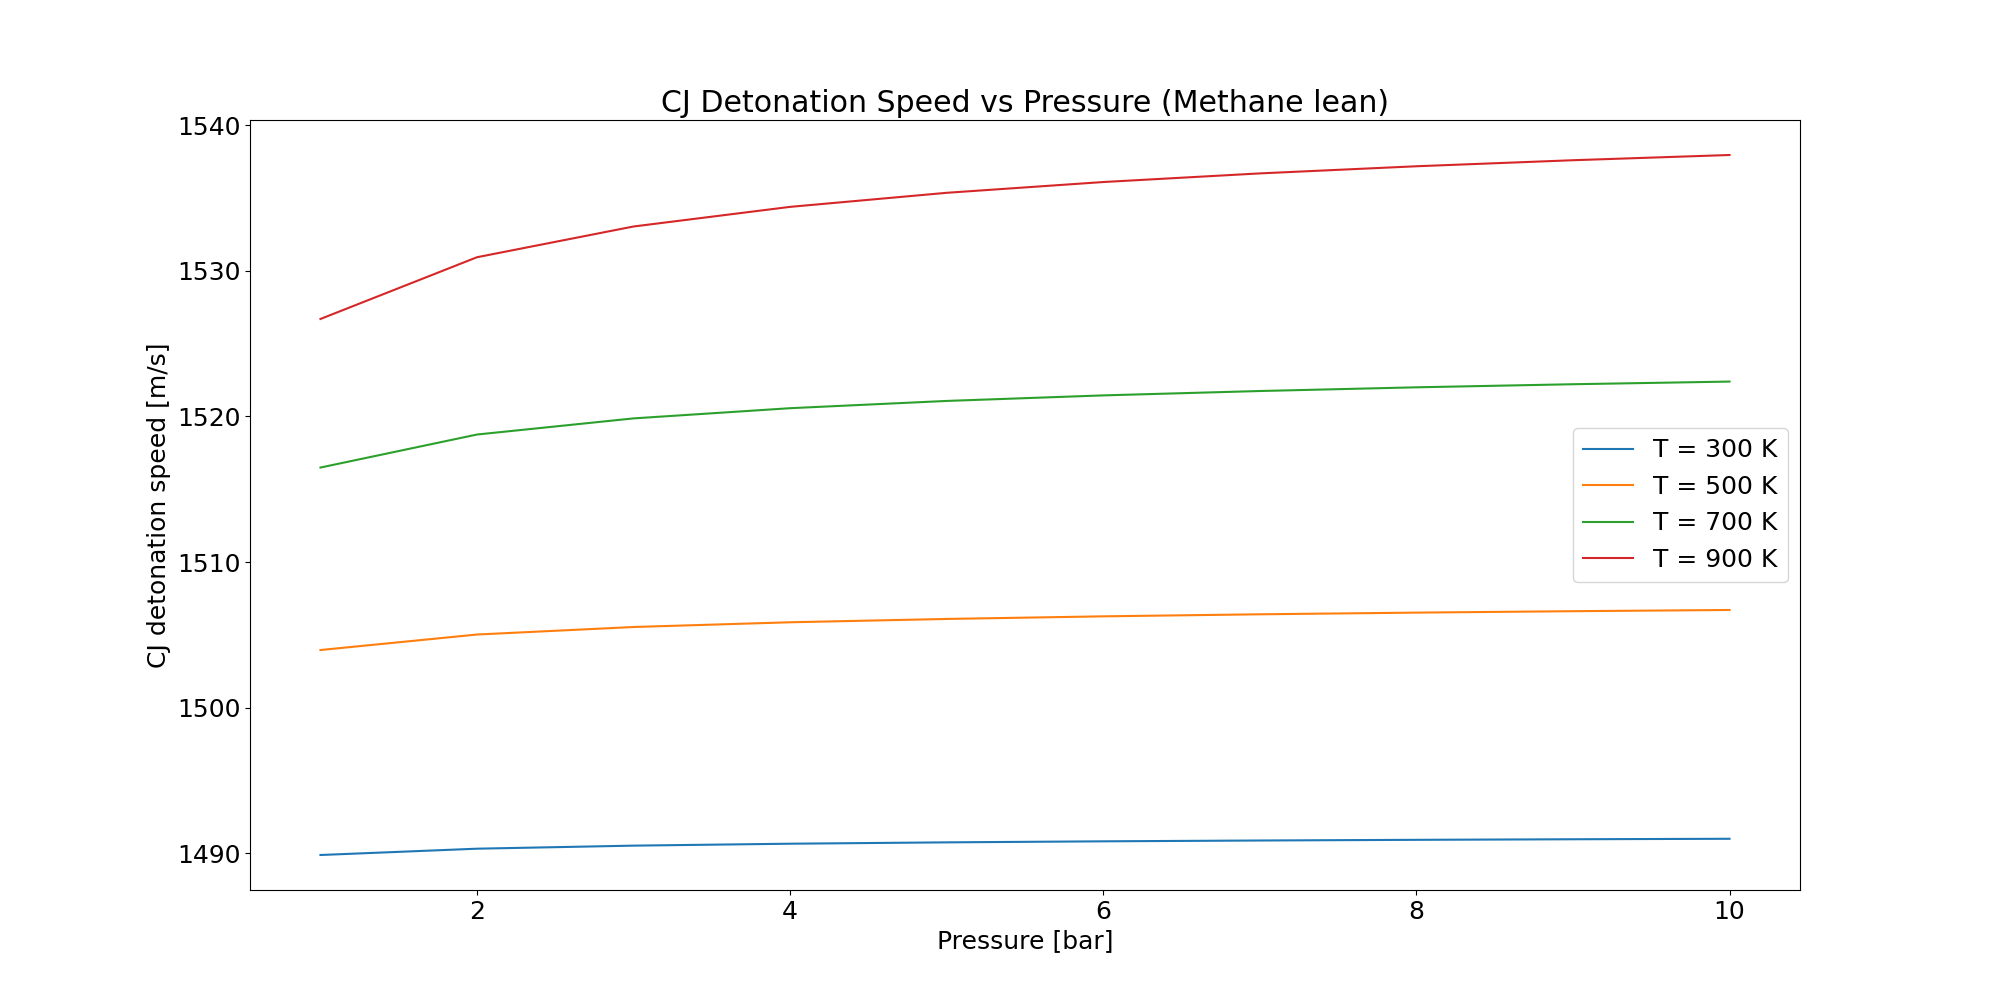 CJ Detonation Speed vs Pressure (Methane lean)
1540
1530
1520
1510
1500
1490
CJ detonation speed [m/s]
T = 300 K
T = 500 K
T = 700 K
T = 900 K
2 4 6 8 10
Pressure [bar]